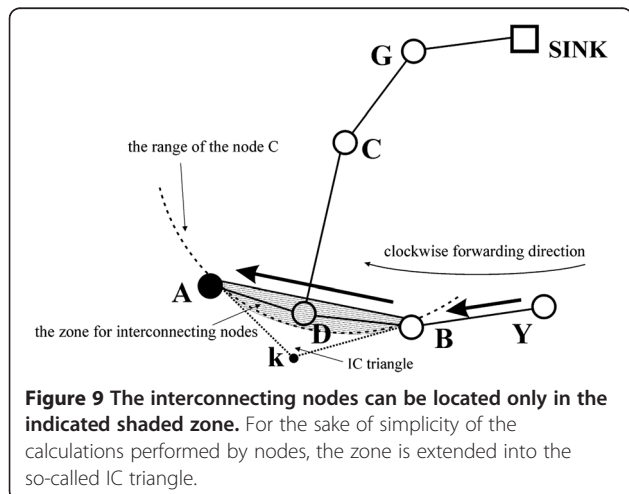 G
SINK
the range of the node C
C
clockwise forwarding direction
A
the zone for interconnecting nodes
D
B
Y
k
IC triangle
Figure 9 The interconnecting nodes can be located only in the
indicated shaded zone. For the sake of simplicity of the
calculations performed by nodes, the zone is extended into the
so-called IC triangle.